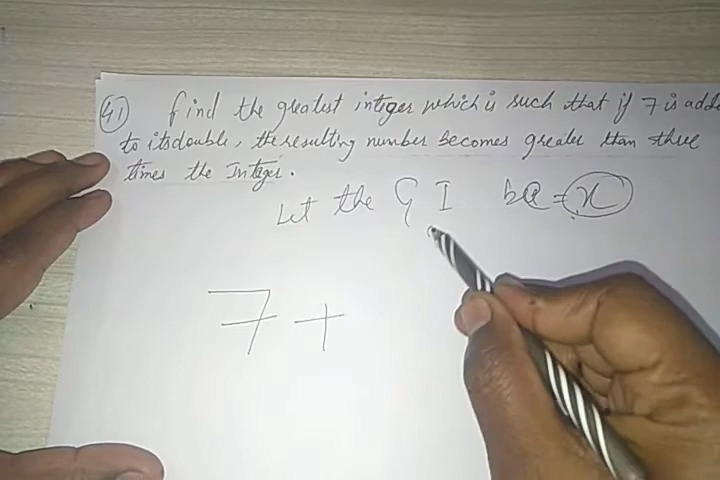 41 find the greatest integer which is such that if 7 is adde
to its double, the resulting number becomes greater than three
times the Integer.
Let the G I be = x
7 +